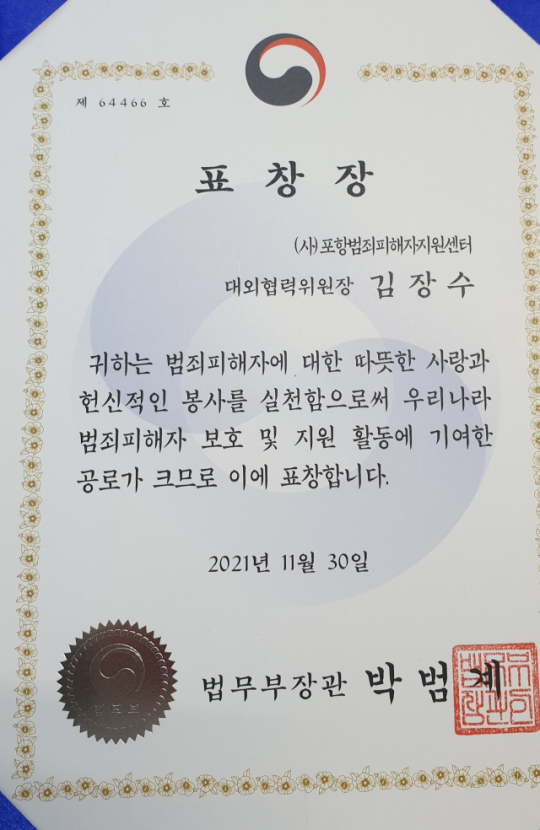 제 64466 호
표창장
(사)포항범죄피해자지원센터
대외협력위원장 김장수
귀하는 범죄피해자에 대한 따뜻한 사랑과
헌신적인 봉사를 실천함으로써 우리나라
범죄피해자 보호 및 지원 활동에 기여한
공로가 크므로 이에 표창합니다.
2021년 11월 30일
법무부장관 박범계
법무부